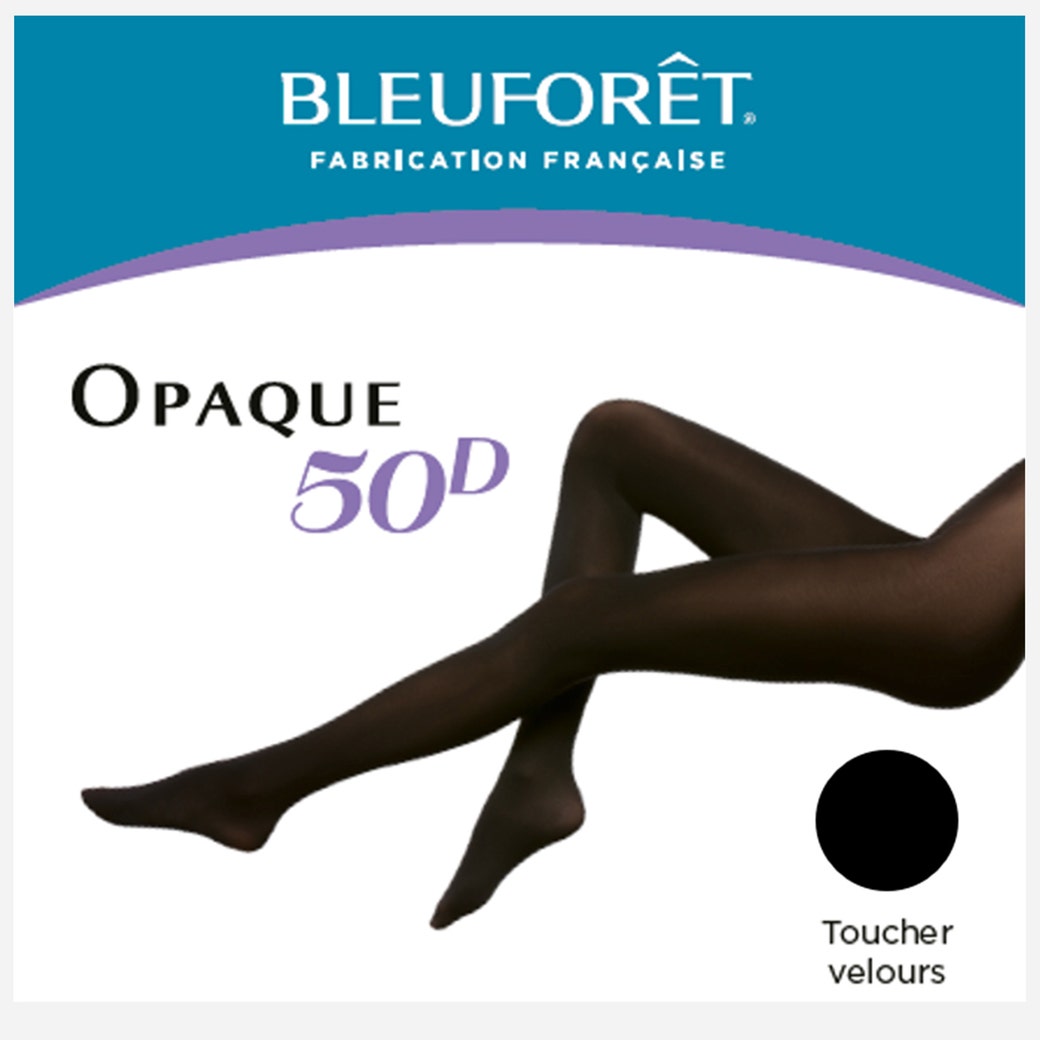 BLEUFORÊT®
FABRICATION FRANÇAISE
OPAQUE
50D
Toucher
velours